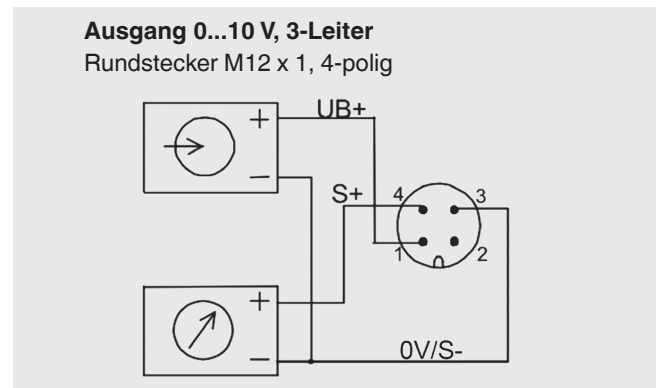 Ausgang 0...10 V, 3-Leiter
Rundstecker M12 x 1, 4-polig
UB+
+
−
S+
4
3
1
2
+
−
0V/S-